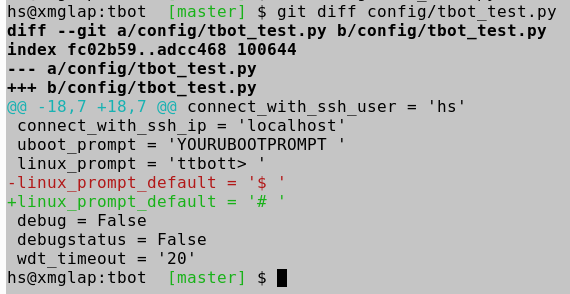 hs@xmglap:tbot  [master] $ git diff config/tbot_test.py
diff --git a/config/tbot_test.py b/config/tbot_test.py
index fc02b59..adcc468 100644
--- a/config/tbot_test.py
+++ b/config/tbot_test.py
@@ -18,7 +18,7 @@ connect_with_ssh_user = 'hs'
 connect_with_ssh_ip = 'localhost'
 uboot_prompt = 'YOURUBOOTPROMPT '
 linux_prompt = 'ttbott> '
-linux_prompt_default = '$ '
+linux_prompt_default = '# '
 debug = False
 debugstatus = False
 wdt_timeout = '20'
hs@xmglap:tbot  [master] $